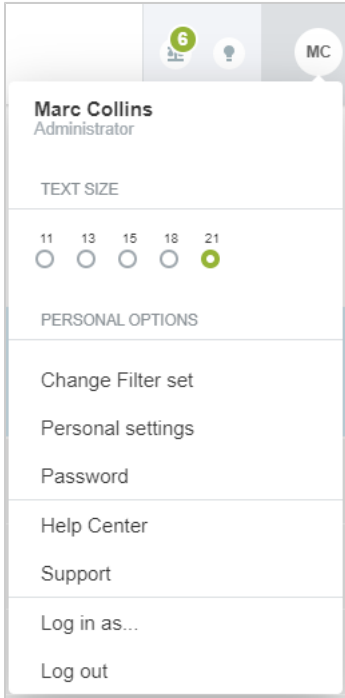 6
MC
Marc Collins
Administrator
TEXT SIZE
11 13 15 18 21
PERSONAL OPTIONS
Change Filter set
Personal settings
Password
Help Center
Support
Log in as...
Log out